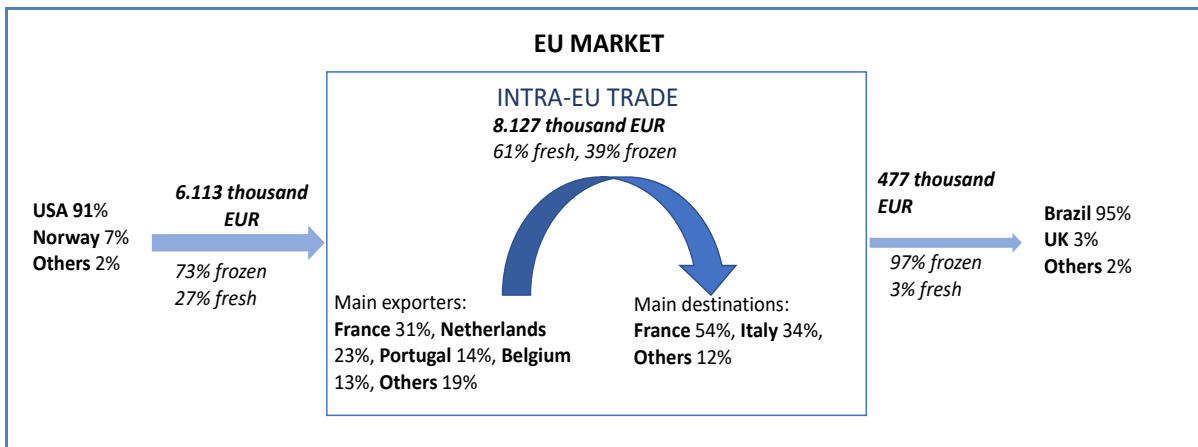 EU MARKET
INTRA-EU TRADE
8.127 thousand EUR
61% fresh, 39% frozen
6.113 thousand
EUR
USA 91%
Norway 7%
Others 2%
73% frozen
27% fresh
Main exporters:
France 31%, Netherlands
23%, Portugal 14%, Belgium
13%, Others 19%
Main destinations:
France 54%, Italy 34%,
Others 12%
477 thousand
EUR
97% frozen
3% fresh
Brazil 95%
UK 3%
Others 2%